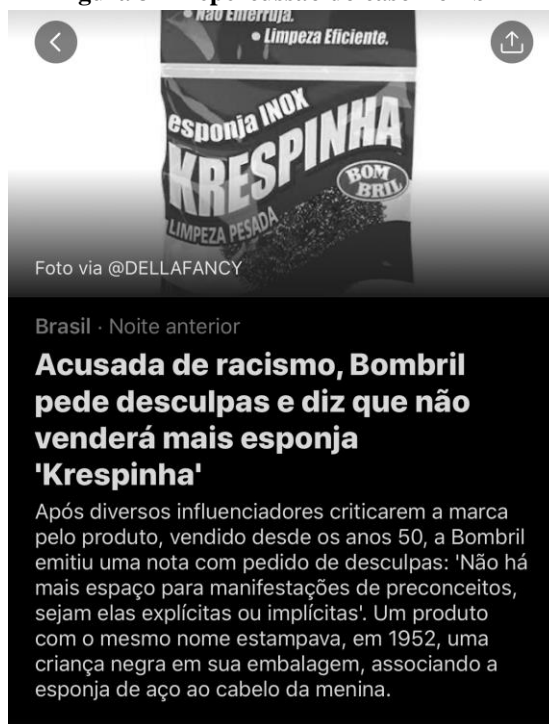 Não Enferruja.
• Limpeza Eficiente.
esponja INOX
KRESPINHA
BOM
BRIL
LIMPEZA PESADA
Foto via @DELLAFANCY
Brasil · Noite anterior
Acusada de racismo, Bombril
pede desculpas e diz que não
venderá mais esponja
'Krespinha'
Após diversos influenciadores criticarem a marca
pelo produto, vendido desde os anos 50, a Bombril
emitiu uma nota com pedido de desculpas: 'Não há
mais espaço para manifestações de preconceitos,
sejam elas explícitas ou implícitas'. Um produto
com o mesmo nome estampava, em 1952, uma
criança negra em sua embalagem, associando a
esponja de aço ao cabelo da menina.